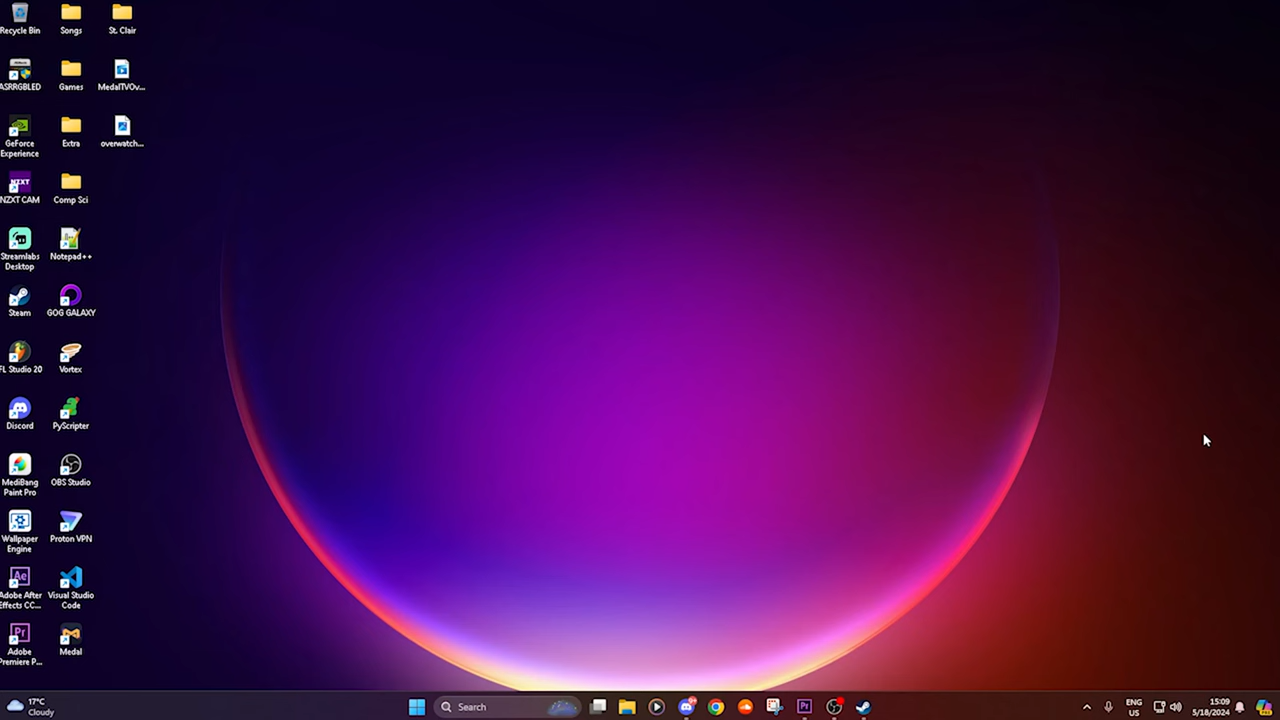 Recycle Bin
Songs
St. Clair
ASRRGBLED
Games
MedalTVOv...
GeForce
Experience
Extra
overwatch...
NZXT CAM
Comp Sci
Streamlabs
Desktop
Notepad++
Steam
GOG GALAXY
FL Studio 20
Vortex
Discord
PyScripter
MediBang
Paint Pro
OBS Studio
Wallpaper
Engine
Proton VPN
Adobe After
Effects CC...
Visual Studio
Code
Adobe
Premiere P...
Medal
17°C
Cloudy
Search
ENG
US
15:09
5/18/2024